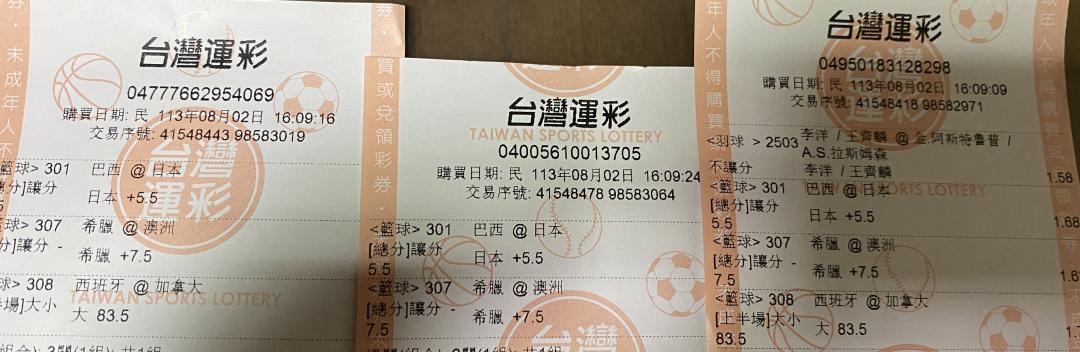 台灣運彩
04777662954069
購買日期: 民 113年08月02日 16:09:16
交易序號: 41548443 98583019
籃球> 301 巴西 @ 日本
總分]讓分 日本 +5.5
籃球> 307 希臘 @ 澳洲
分]讓分 - 希臘 +7.5
球> 308 西班牙 @ 加拿大
半場]大小 大 83.5
TAIWAN SPORTS LOTTERY
台灣運彩
TAIWAN SPORTS LOTTERY
04005610013705
購買日期: 民 113年08月02日 16:09:24
交易序號: 41548478 98583064
<籃球> 301 巴西 @ 日本
[總分]讓分 日本 +5.5
5.5
<籃球> 307 希臘 @ 澳洲
[總分]讓分 - 希臘 +7.5
7.5
台灣運彩
04950183128298
購買日期: 民 113年08月02日 16:09:09
交易序號: 41548418 98582971
<羽球> 2503 李洋 / 王齊麟 @ 金.阿斯特魯普 /
A.S.拉斯姆森
不讓分 李洋 / 王齊麟 1.58
<籃球> 301 巴西 @ 日本
[總分]讓分 日本 +5.5
5.5 1.68
<籃球> 307 希臘 @ 澳洲
[總分]讓分 - 希臘 +7.5
7.5
<籃球> 308 西班牙 @ 加拿大
[上半場]大小 大 83.5
83.5